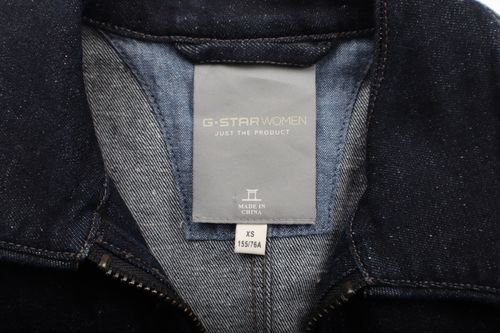 G-STAR WOMEN
JUST THE PRODUCT
MADE IN
CHINA
XS
155/76A